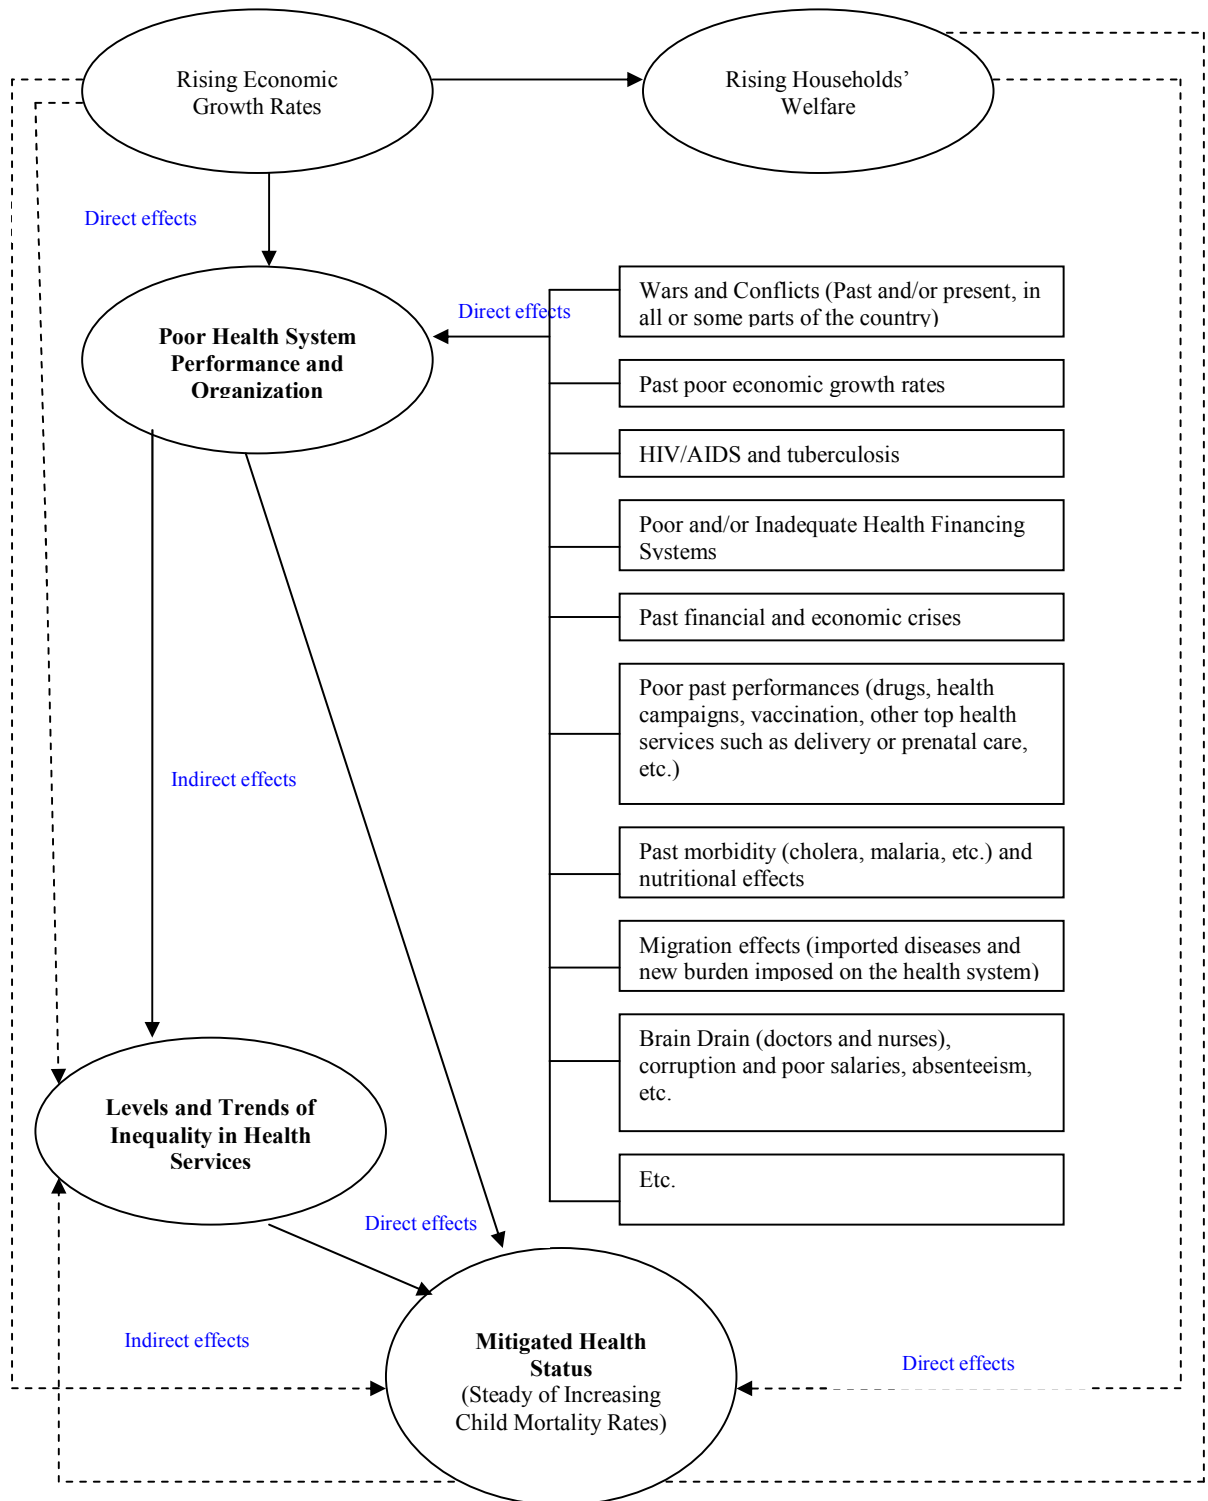 Rising Economic
Growth Rates
Rising Households’
Welfare
Direct effects
Poor Health System
Performance and
Organization
Direct effects
Wars and Conflicts (Past and/or present, in
all or some parts of the country)
Past poor economic growth rates
HIV/AIDS and tuberculosis
Poor and/or Inadequate Health Financing
Systems
Past financial and economic crises
Poor past performances (drugs, health
campaigns, vaccination, other top health
services such as delivery or prenatal care,
etc.)
Indirect effects
Past morbidity (cholera, malaria, etc.) and
nutritional effects
Migration effects (imported diseases and
new burden imposed on the health system)
Brain Drain (doctors and nurses),
corruption and poor salaries, absenteeism,
etc.
Etc.
Levels and Trends of
Inequality in Health
Services
Direct effects
Indirect effects
Mitigated Health
Status
(Steady of Increasing
Child Mortality Rates)
Direct effects